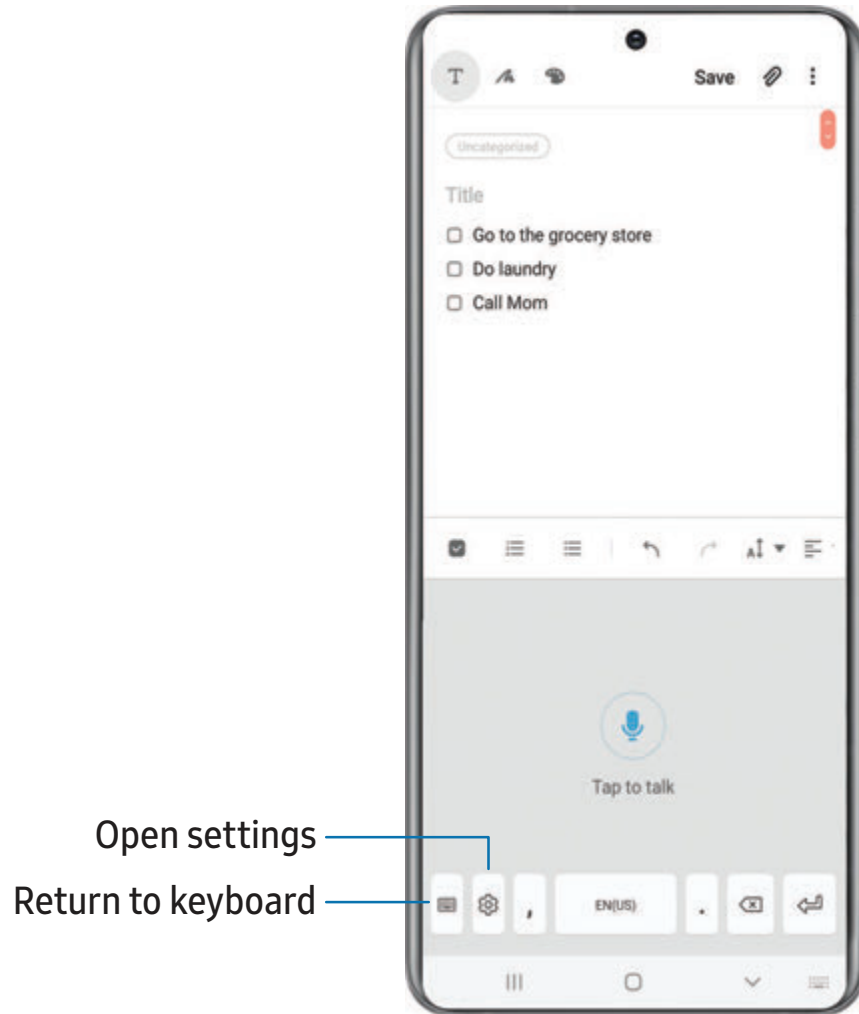 T Save
Uncategorized
Title
Go to the grocery store
Do laundry
Call Mom
A
Tap to talk
Open settings
Return to keyboard
, EN(US) .